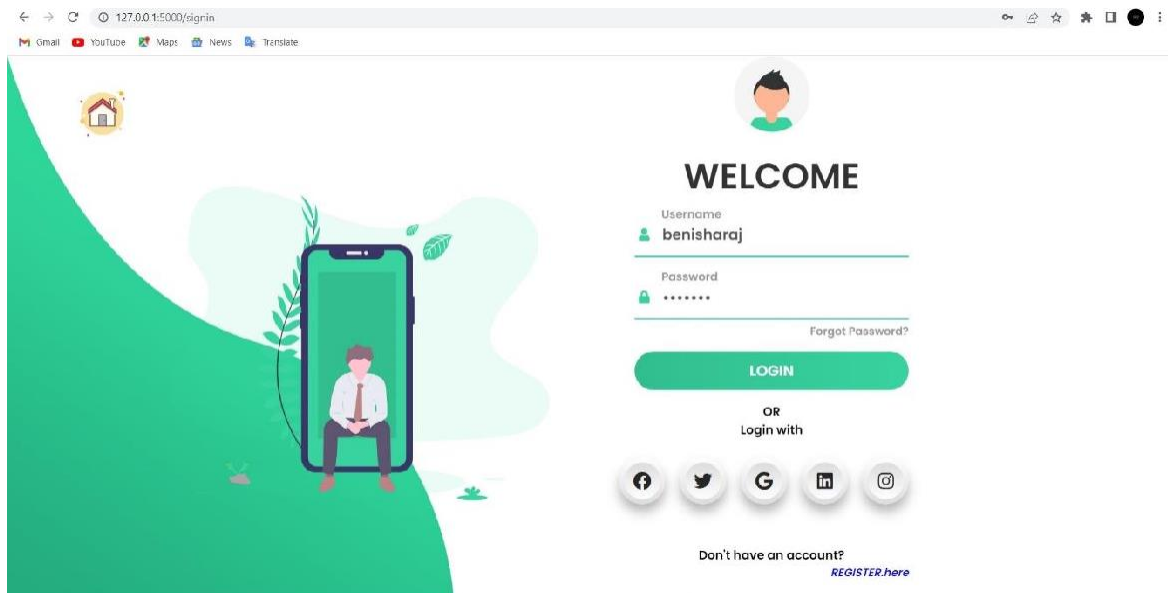 127.0.0.1:5000/signin
Gmail YouTube Maps News Translate
WELCOME
Username
benisharaj
Password
•••••••
Forgot Password?
LOGIN
OR
Login with
Don't have an account?
REGISTER.here